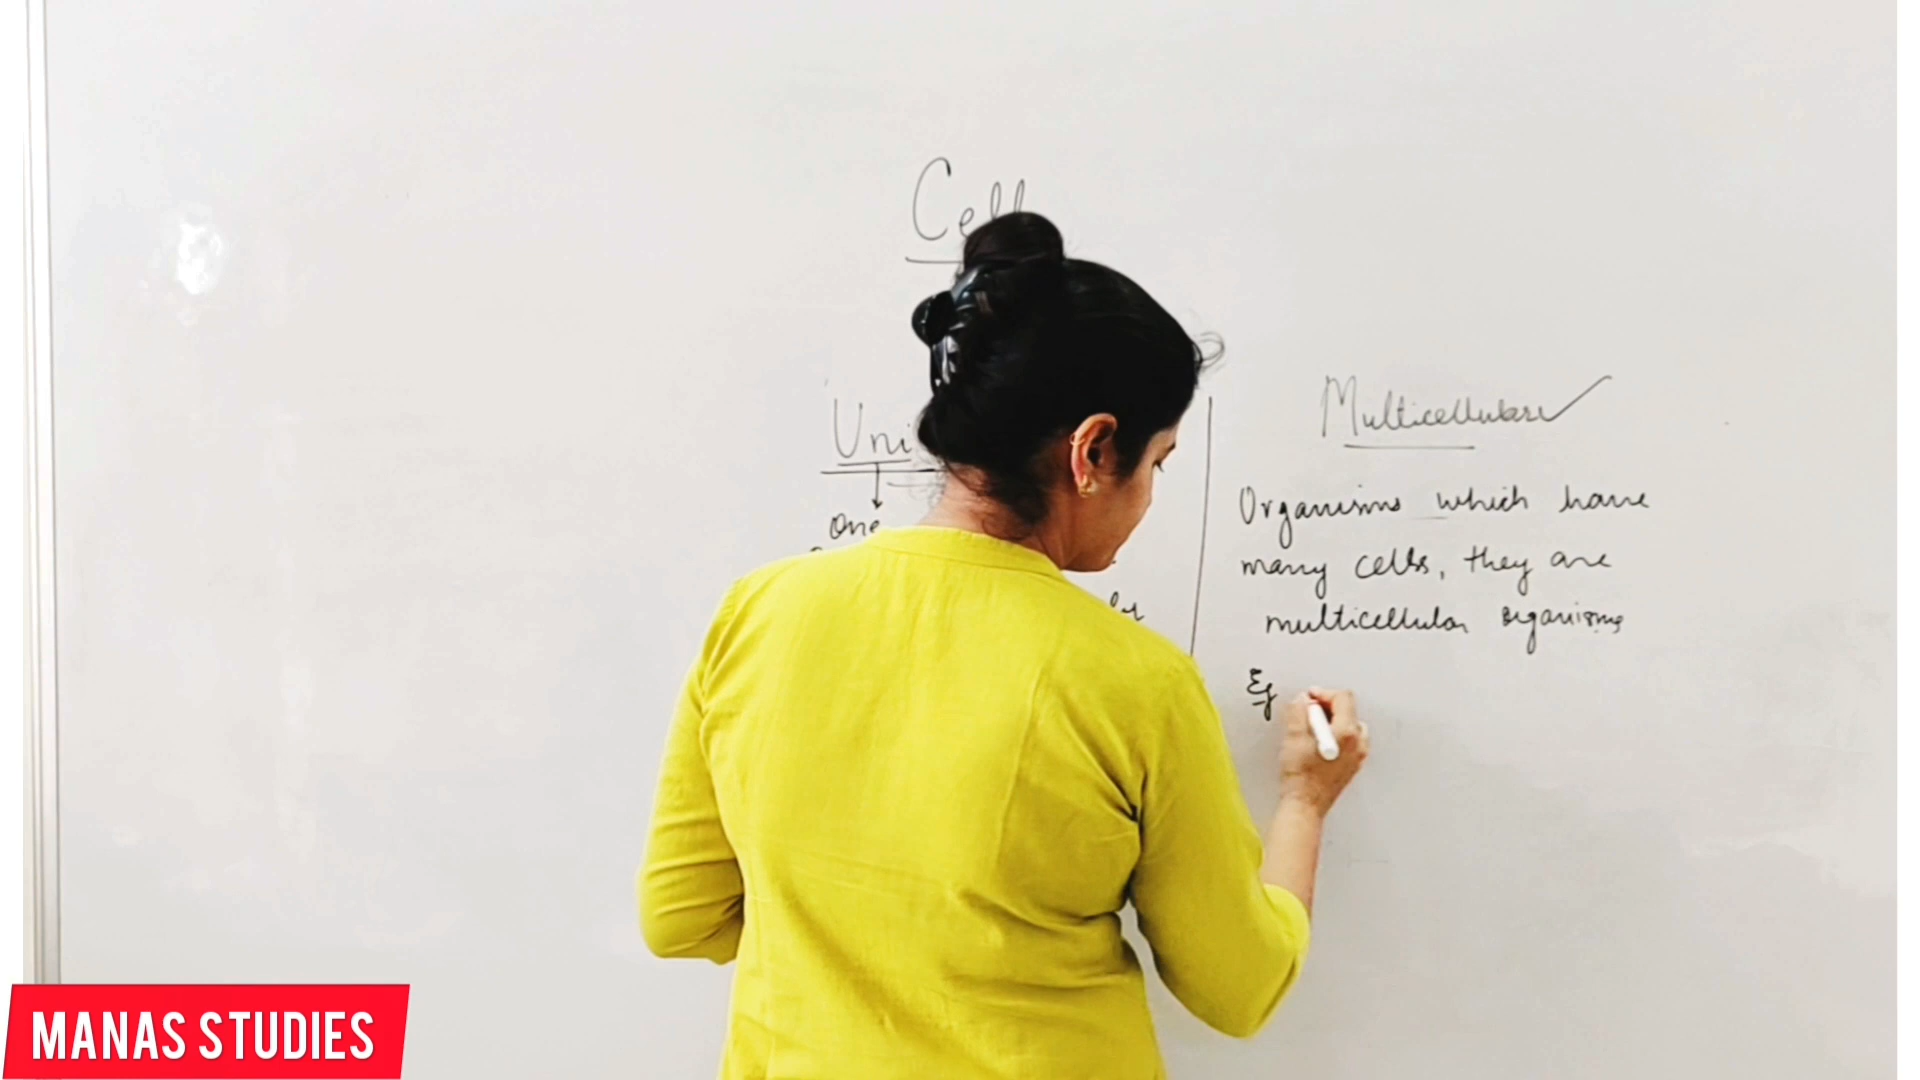 Cell
Uni
one
Multicellular
Organisms which have
many cells, they are
multicellular organisms
Eg
MANAS STUDIES